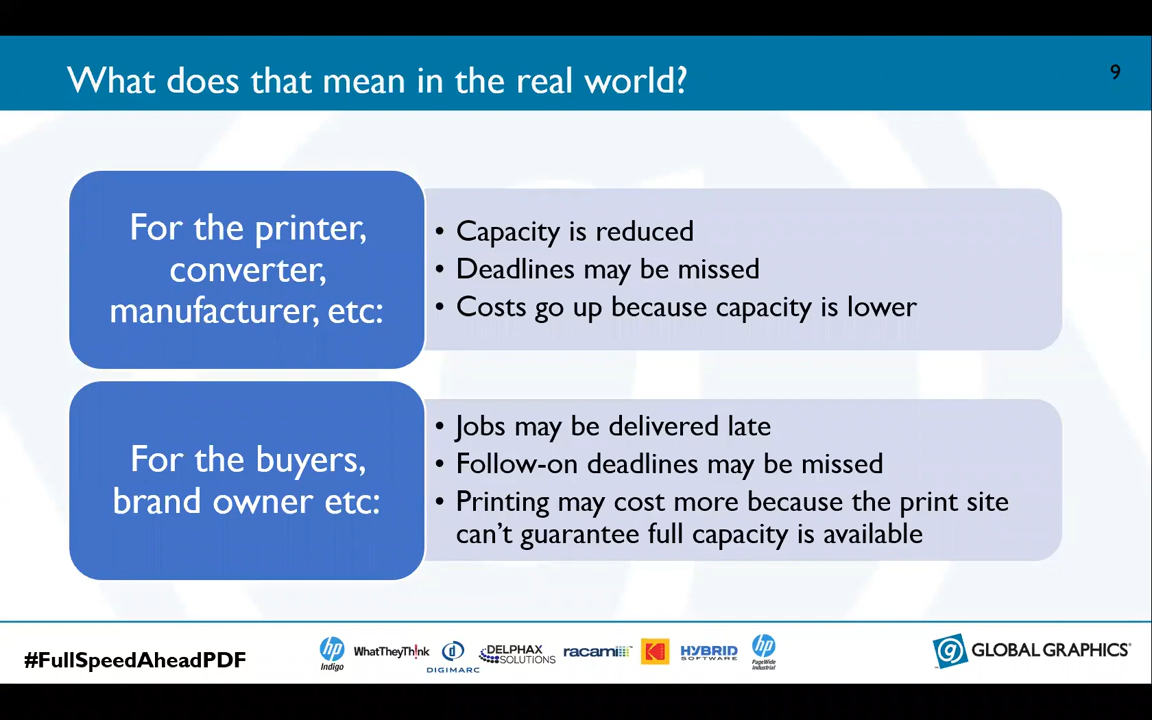 What does that mean in the real world?
9
For the printer,
converter,
manufacturer, etc:
• Capacity is reduced
• Deadlines may be missed
• Costs go up because capacity is lower
For the buyers,
brand owner etc:
• Jobs may be delivered late
• Follow-on deadlines may be missed
• Printing may cost more because the print site
can't guarantee full capacity is available
#FullSpeedAheadPDF
hp
Indigo
WhatTheyThink
DIGIMARC
DELPHAX
SOLUTIONS
racami
K
HYBRID
SOFTWARE
hp
PageWide
Industrial
g
GLOBAL GRAPHICS®